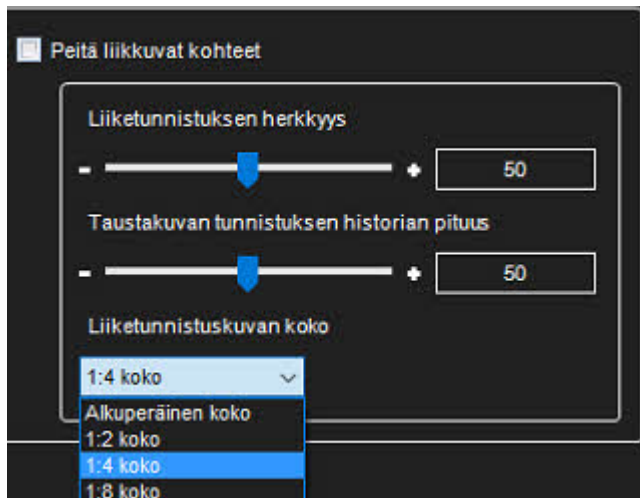 Peitä liikkuvat kohteet
Liiketunnistuksen herkkyys
- + 50
Taustakuvan tunnistuksen historian pituus
- + 50
Liiketunnistuskuvan koko
1:4 koko
Alkuperäinen koko
1:2 koko
1:4 koko
1:8 koko